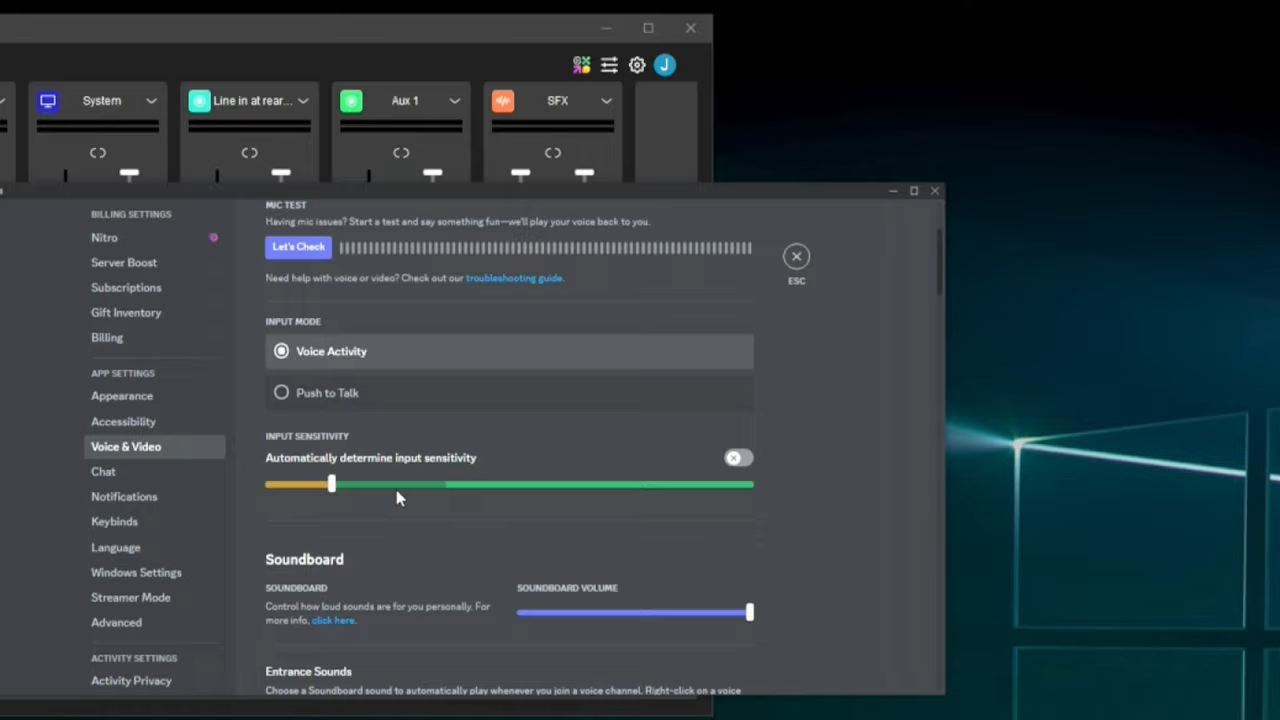 J
System
Line in at rear...
Aux 1
SFX
MIC TEST
Having mic issues? Start a test and say something fun—we'll play your voice back to you.
Let's Check
Need help with voice or video? Check out our troubleshooting guide.
ESC
BILLING SETTINGS
Nitro
Server Boost
Subscriptions
Gift Inventory
Billing
APP SETTINGS
Appearance
Accessibility
Voice & Video
Chat
Notifications
Keybinds
Language
Windows Settings
Streamer Mode
Advanced
ACTIVITY SETTINGS
Activity Privacy
INPUT MODE
Voice Activity
Push to Talk
INPUT SENSITIVITY
Automatically determine input sensitivity
Soundboard
SOUNDBOARD
Control how loud sounds are for you personally. For
more info, click here.
SOUNDBOARD VOLUME
Entrance Sounds
Choose a Soundboard sound to automatically play whenever you join a voice channel. Right-click on a voice